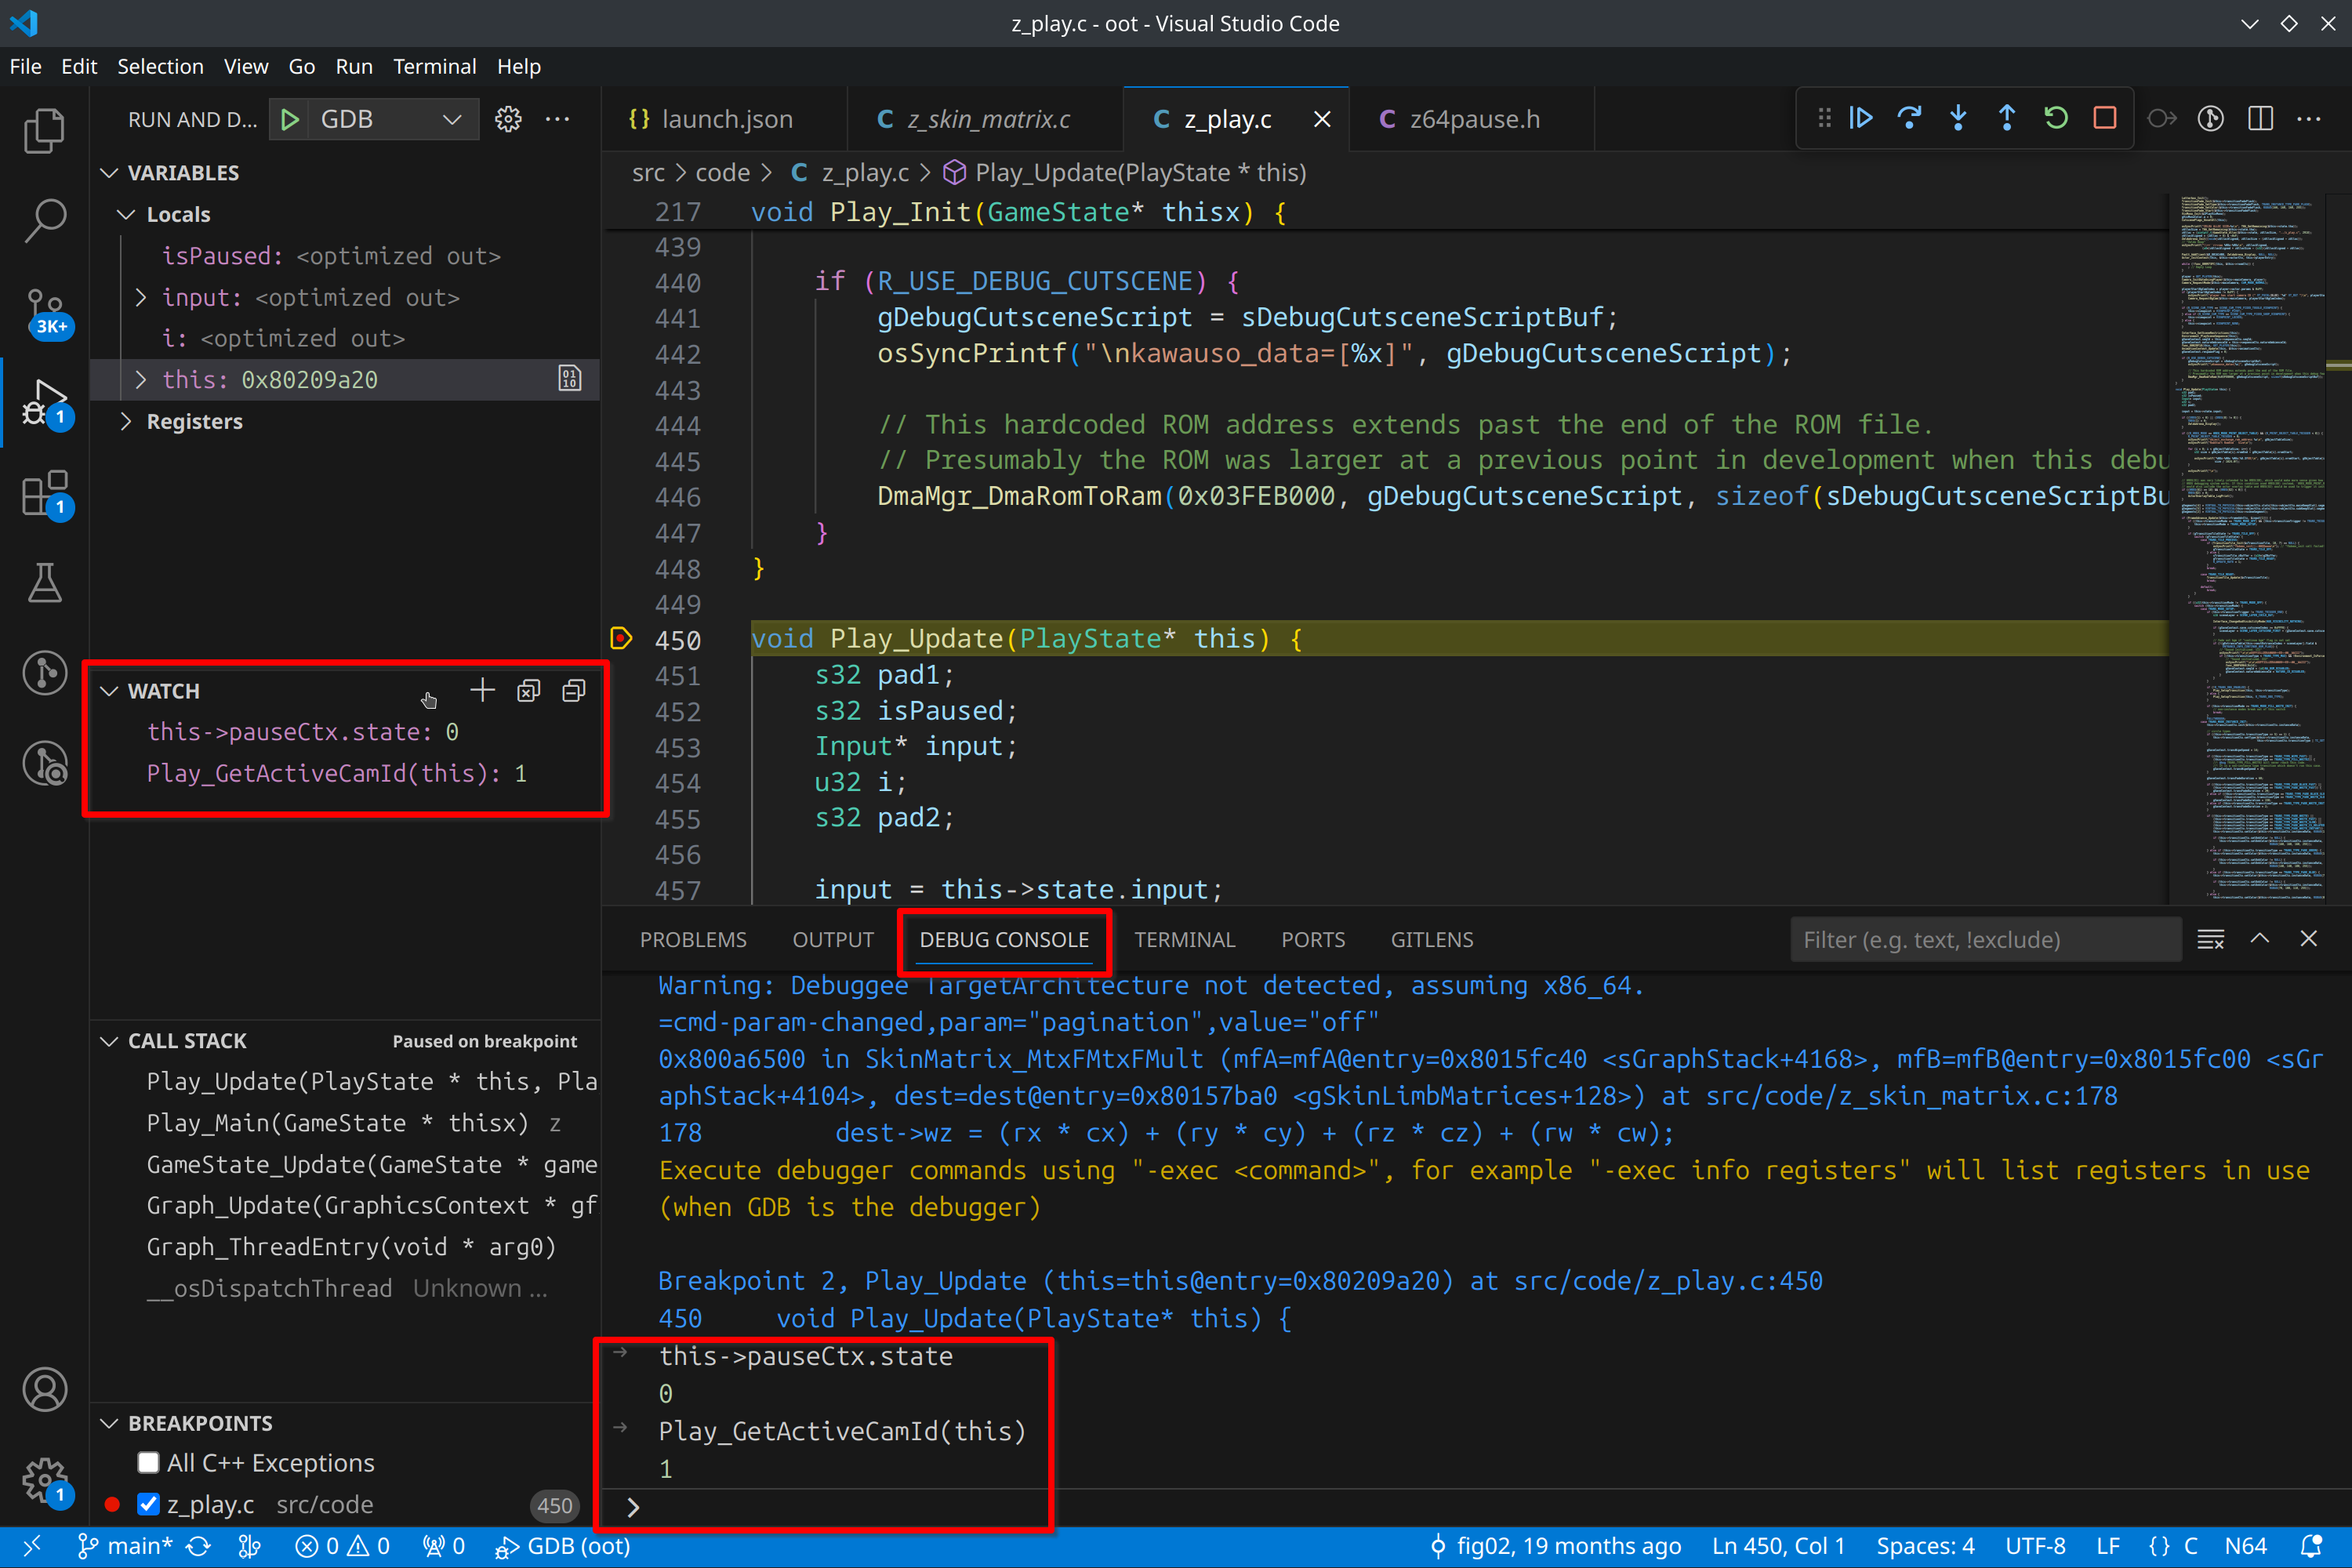 z_play.c - oot - Visual Studio Code
File Edit Selection View Go Run Terminal Help
RUN AND D... GDB
launch.json z_skin_matrix.c z_play.c z64pause.h
src > code > C z_play.c > Play_Update(PlayState * this)
VARIABLES
Locals
isPaused: <optimized out>
input: <optimized out>
i: <optimized out>
this: 0x80209a20
Registers
3K+
1
1
WATCH
this->pauseCtx.state: 0
Play_GetActiveCamId(this): 1
CALL STACK Paused on breakpoint
Play_Update(PlayState * this, Pla
Play_Main(GameState * thisx) z
GameState_Update(GameState * game
Graph_Update(GraphicsContext * gf
Graph_ThreadEntry(void * arg0)
__osDispatchThread Unknown ...
BREAKPOINTS
All C++ Exceptions
z_play.c src/code 450
1
217 void Play_Init(GameState* thisx) {
439
440 if (R_USE_DEBUG_CUTSCENE) {
441 gDebugCutsceneScript = sDebugCutsceneScriptBuf;
442 osSyncPrintf("\nkawauso_data=[%x]", gDebugCutsceneScript);
443
444 // This hardcoded ROM address extends past the end of the ROM file.
445 // Presumably the ROM was larger at a previous point in development when this debu
446 DmaMgr_DmaRomToRam(0x03FEB000, gDebugCutsceneScript, sizeof(sDebugCutsceneScriptBu
447 }
448 }
449
450 void Play_Update(PlayState* this) {
451 s32 pad1;
452 s32 isPaused;
453 Input* input;
454 u32 i;
455 s32 pad2;
456
457 input = this->state.input;
PROBLEMS OUTPUT DEBUG CONSOLE TERMINAL PORTS GITLENS Filter (e.g. text, !exclude)
Warning: Debuggee TargetArchitecture not detected, assuming x86_64.
=cmd-param-changed,param="pagination",value="off"
0x800a6500 in SkinMatrix_MtxFMtxFMult (mfA=mfA@entry=0x8015fc40 <sGraphStack+4168>, mfB=mfB@entry=0x8015fc00 <sGr
aphStack+4104>, dest=dest@entry=0x80157ba0 <gSkinLimbMatrices+128>) at src/code/z_skin_matrix.c:178
178 dest->wz = (rx * cx) + (ry * cy) + (rz * cz) + (rw * cw);
Execute debugger commands using "-exec <command>", for example "-exec info registers" will list registers in use
(when GDB is the debugger)
Breakpoint 2, Play_Update (this=this@entry=0x80209a20) at src/code/z_play.c:450
450 void Play_Update(PlayState* this) {
→ this->pauseCtx.state
0
→ Play_GetActiveCamId(this)
1
>
main* 0 0 0 GDB (oot) fig02, 19 months ago Ln 450, Col 1 Spaces: 4 UTF-8 LF {} C N64